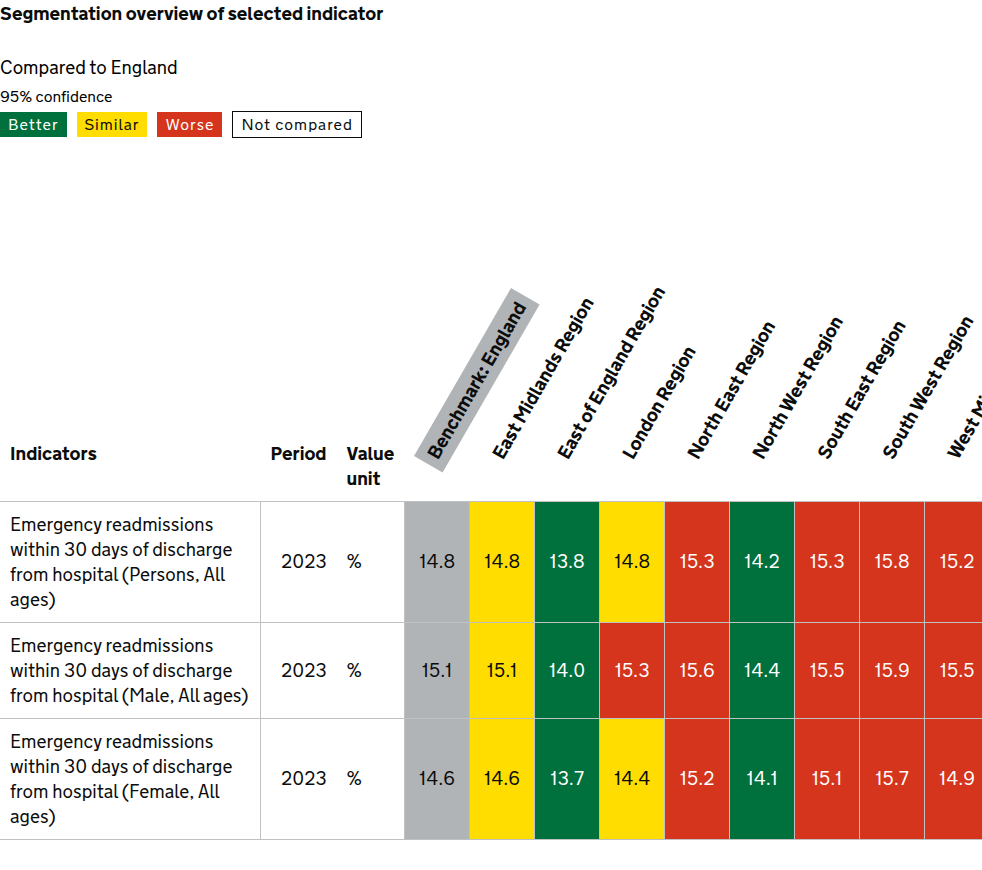 Segmentation overview of selected indicator
Compared to England
95% confidence
Better Similar Worse Not compared
Benchmark: England
East Midlands Region
East of England Region
London Region
North East Region
North West Region
South East Region
South West Region
West
Indicators Period Value
unit
Emergency readmissions
within 30 days of discharge
from hospital (Persons, All
ages)
2023 % 14.8 14.8 13.8 14.8 15.3 14.2 15.3 15.8 15.2
Emergency readmissions
within 30 days of discharge
from hospital (Male, All ages)
2023 % 15.1 15.1 14.0 15.3 15.6 14.4 15.5 15.9 15.5
Emergency readmissions
within 30 days of discharge
from hospital (Female, All
ages)
2023 % 14.6 14.6 13.7 14.4 15.2 14.1 15.1 15.7 14.9